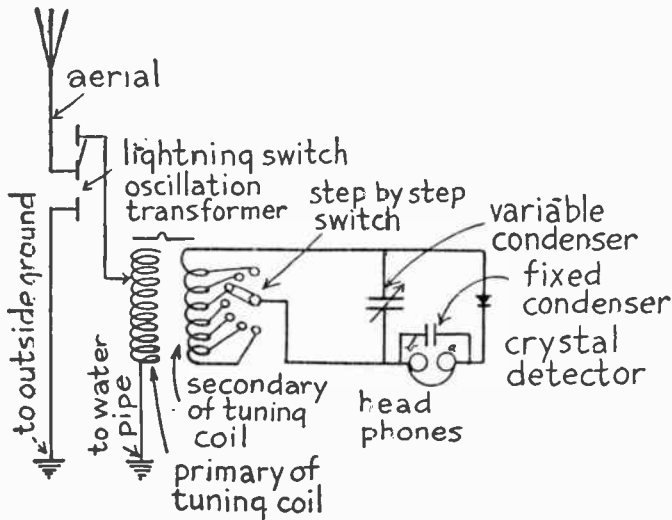 aerial
lightning switch
oscillation
transformer
step by step
switch
variable
condenser
fixed
condenser
crystal
detector
head
phones
secondary
of tuning
coil
primary of
tuning coil
to water
pipe
to outside ground